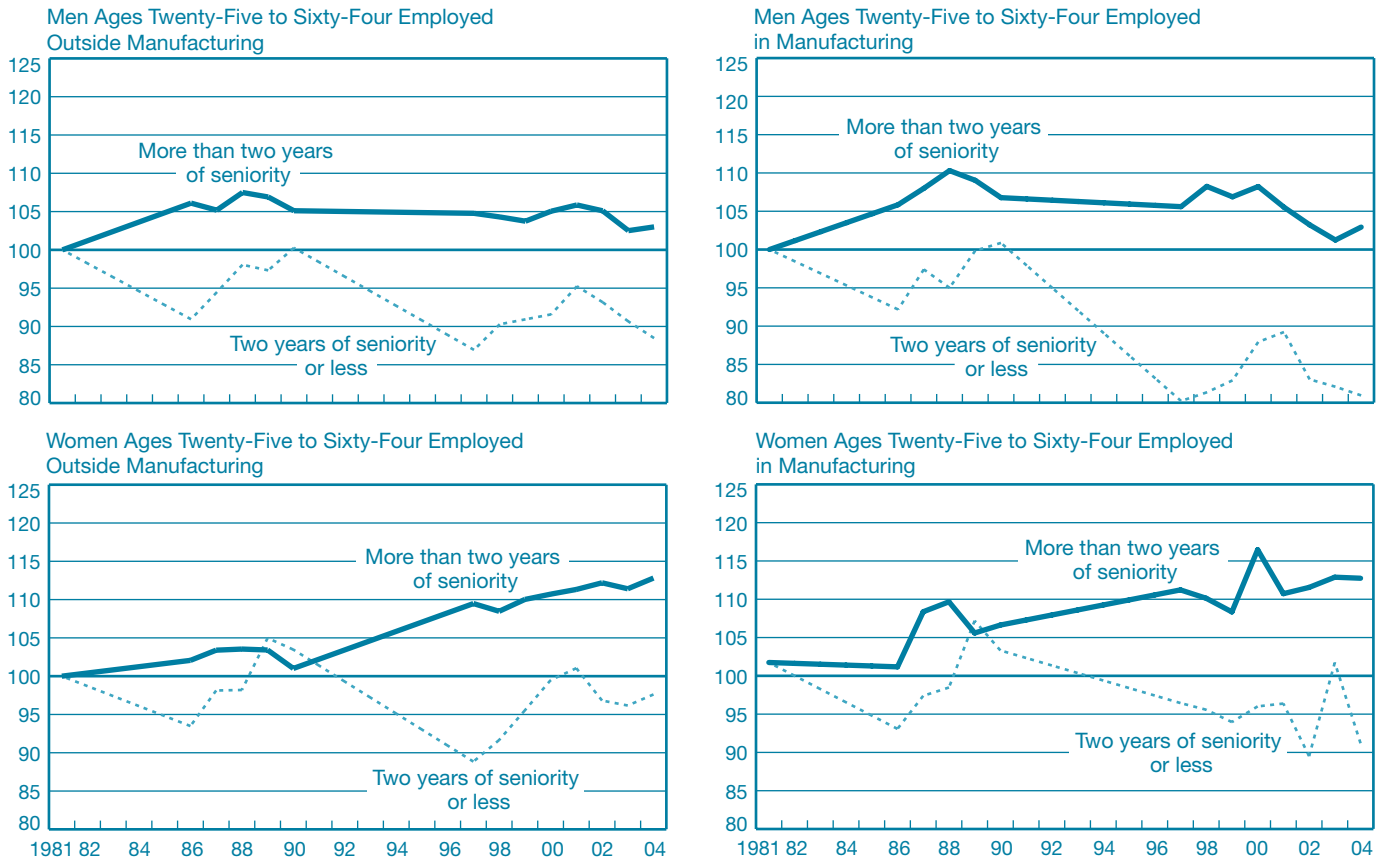 Men Ages Twenty-Five to Sixty-Four Employed
Outside Manufacturing
125
120
115
110
105
100
95
90
85
80
More than two years
of seniority
Two years of seniority
or less
Men Ages Twenty-Five to Sixty-Four Employed
in Manufacturing
125
120
115
110
105
100
95
90
85
80
More than two years
of seniority
Two years of seniority
or less
Women Ages Twenty-Five to Sixty-Four Employed
Outside Manufacturing
125
120
115
110
105
100
95
90
85
80
More than two years
of seniority
Two years of seniority
or less
1981 82 84 86 88 90 92 94 96 98 00 02 04
Women Ages Twenty-Five to Sixty-Four Employed
in Manufacturing
125
120
115
110
105
100
95
90
85
80
More than two years
of seniority
Two years of seniority
or less
1981 82 84 86 88 90 92 94 96 98 00 02 04